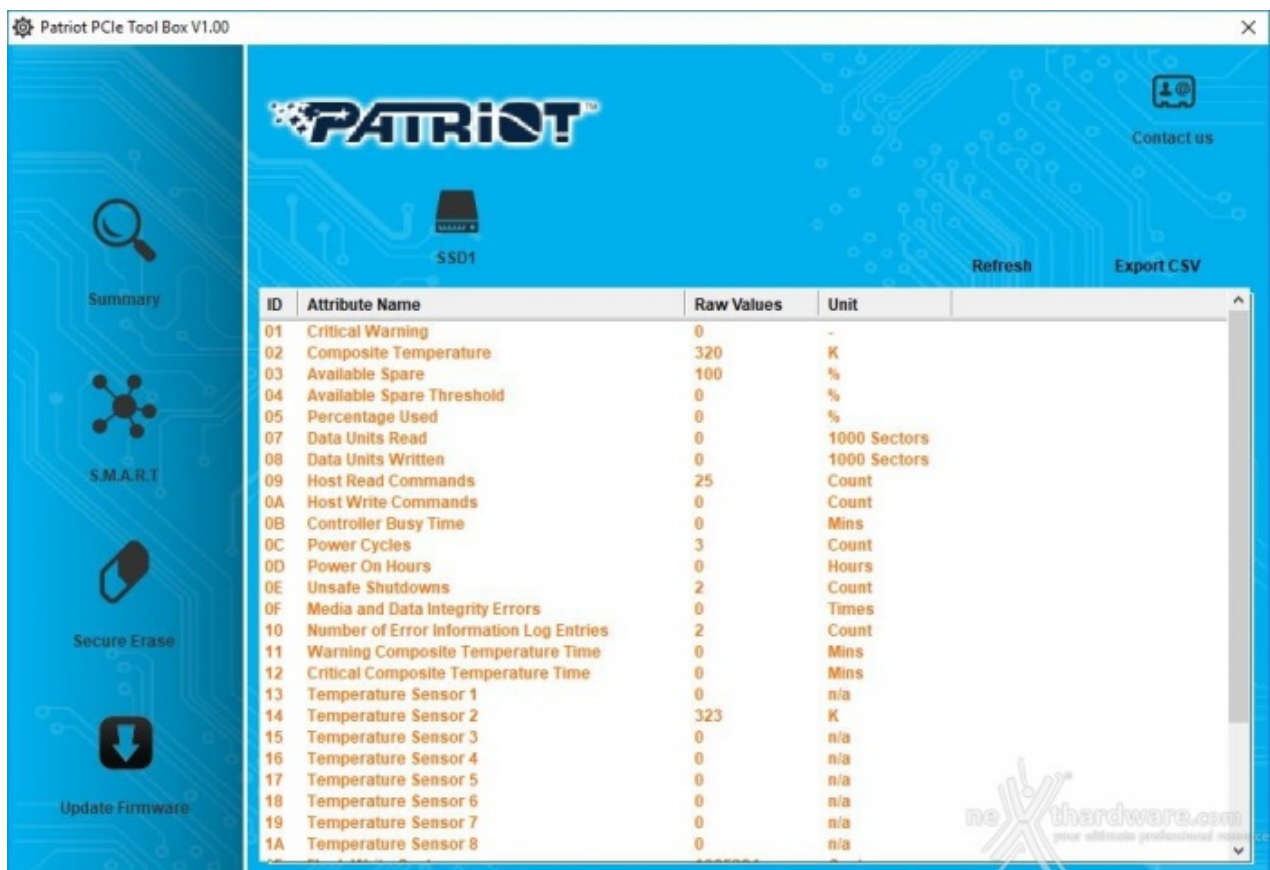 Patriot PCIe Tool Box V1.00
PATRiOT™
Contact us
SSD1
Refresh Export CSV
Summary
S.M.A.R.T
Secure Erase
Update Firmware
ID Attribute Name Raw Values Unit
01 Critical Warning 0 -
02 Composite Temperature 320 K
03 Available Spare 100 %
04 Available Spare Threshold 0 %
05 Percentage Used 0 %
07 Data Units Read 0 1000 Sectors
08 Data Units Written 0 1000 Sectors
09 Host Read Commands 25 Count
0A Host Write Commands 0 Count
0B Controller Busy Time 0 Mins
0C Power Cycles 3 Count
0D Power On Hours 0 Hours
0E Unsafe Shutdowns 2 Count
0F Media and Data Integrity Errors 0 Times
10 Number of Error Information Log Entries 2 Count
11 Warning Composite Temperature Time 0 Mins
12 Critical Composite Temperature Time 0 Mins
13 Temperature Sensor 1 0 n/a
14 Temperature Sensor 2 323 K
15 Temperature Sensor 3 0 n/a
16 Temperature Sensor 4 0 n/a
17 Temperature Sensor 5 0 n/a
18 Temperature Sensor 6 0 n/a
19 Temperature Sensor 7 0 n/a
1A Temperature Sensor 8 0 n/a
nexthardware.com
your ultimate professional resource